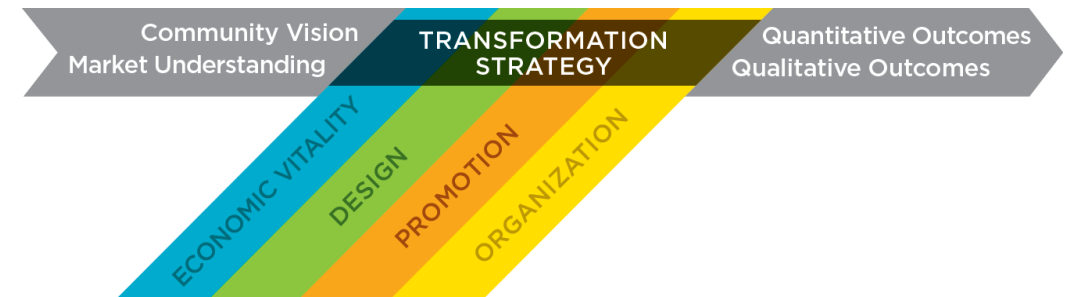 Community Vision
Market Understanding
TRANSFORMATION
STRATEGY
Quantitative Outcomes
Qualitative Outcomes
ECONOMIC VITALITY
DESIGN
PROMOTION
ORGANIZATION